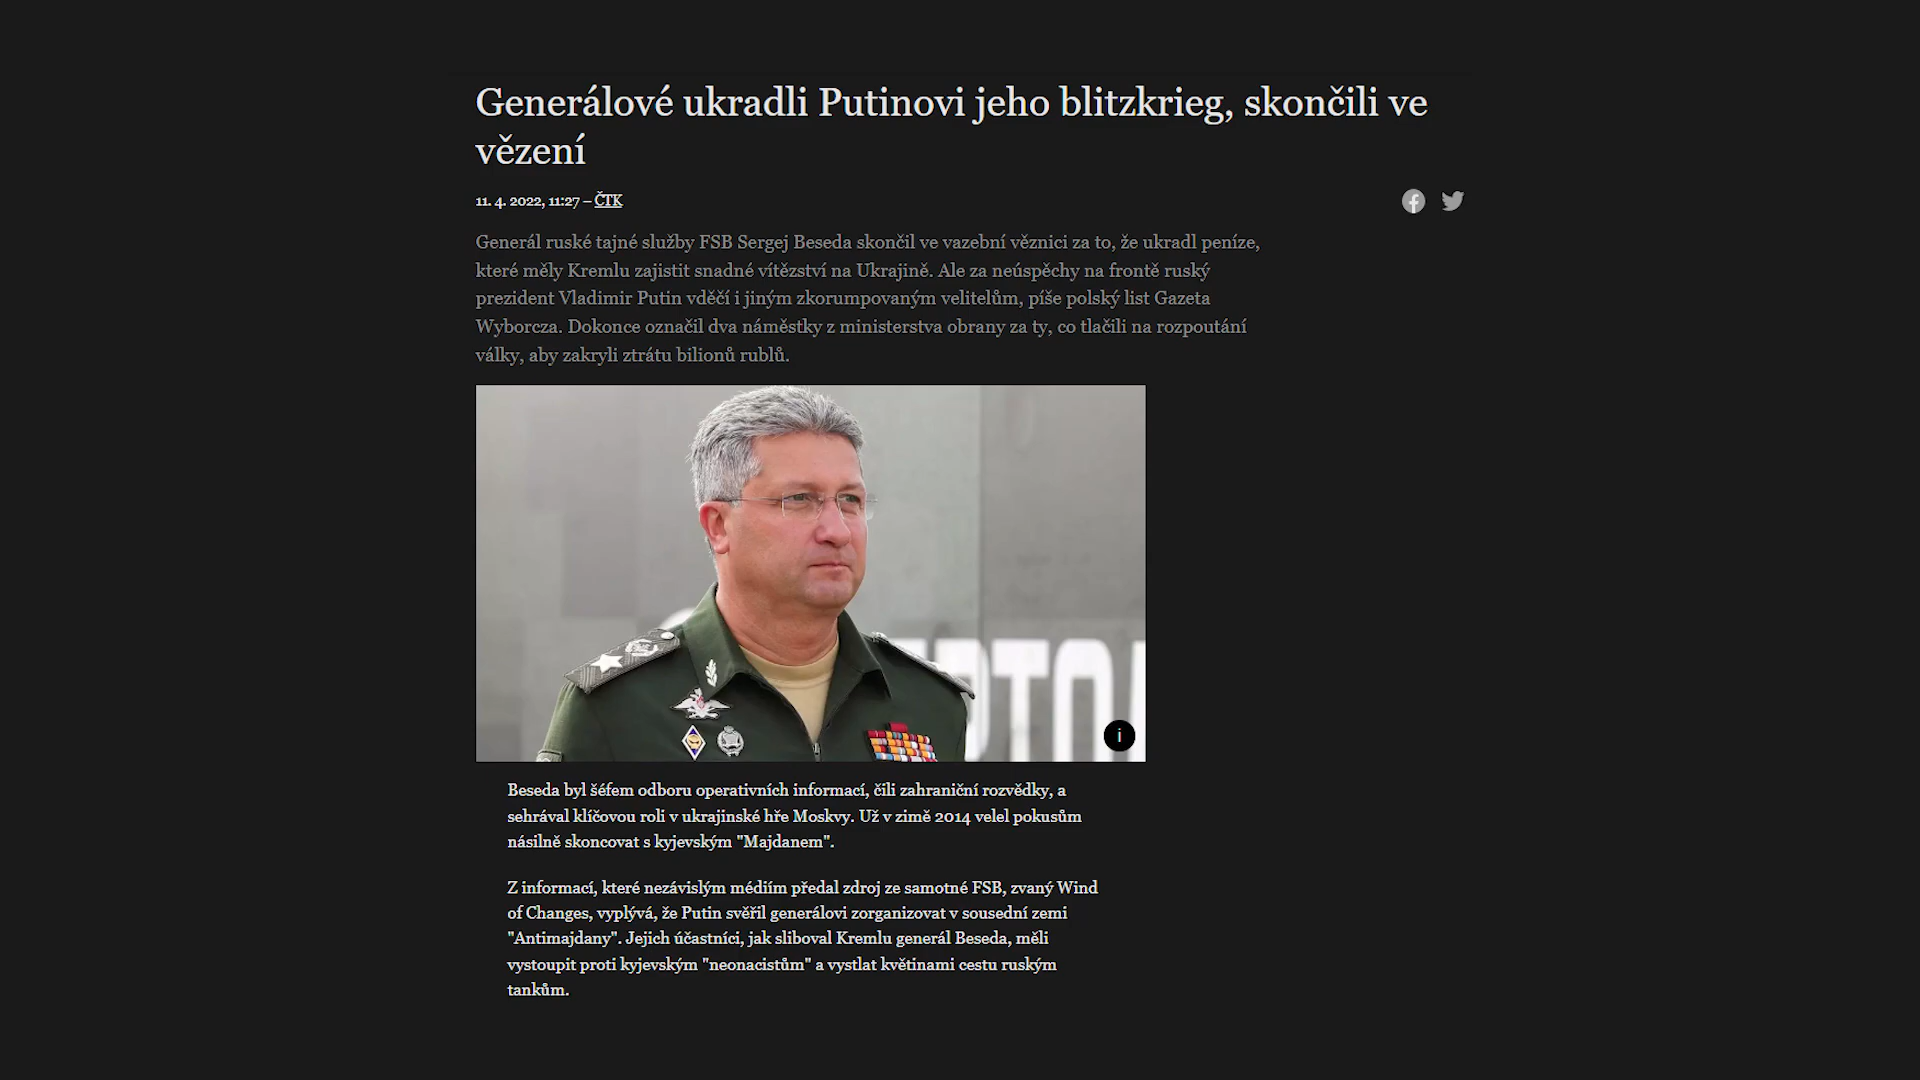 Generálové ukradli Putinovi jeho blitzkrieg, skončili ve
vězení
11. 4. 2022, 11:27 – ČTK
Generál ruské tajné služby FSB Sergej Beseda skončil ve vazební věznici za to, že ukradl peníze,
které měly Kremlu zajistit snadné vítězství na Ukrajině. Ale za neúspěchy na frontě ruský
prezident Vladimir Putin vděčí i jiným zkorumpovaným velitelům, píše polský list Gazeta
Wyborcza. Dokonce označil dva náměstky z ministerstva obrany za ty, co tlačili na rozpoutání
války, aby zakryli ztrátu bilionů rublů.
РТО
i
Beseda byl šéfem odboru operativních informací, čili zahraniční rozvědky, a
sehrával klíčovou roli v ukrajinské hře Moskvy. Už v zimě 2014 velel pokusům
násilně skoncovat s kyjevským "Majdanem".
Z informací, které nezávislým médiím předal zdroj ze samotné FSB, zvaný Wind
of Changes, vyplývá, že Putin svěřil generálovi zorganizovat v sousední zemi
"Antimajdany". Jejich účastníci, jak sliboval Kremlu generál Beseda, měli
vystoupit proti kyjevským "neonacistům" a vystlat květinami cestu ruským
tankům.